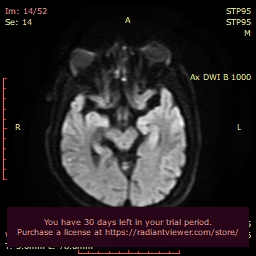 Im: 14/52
Se: 14
STP95
STP95
M
A
Ax DWI B 1000
R
L
You have 30 days left in your trial period.
Purchase a license at https://radiantviewer.com/store/